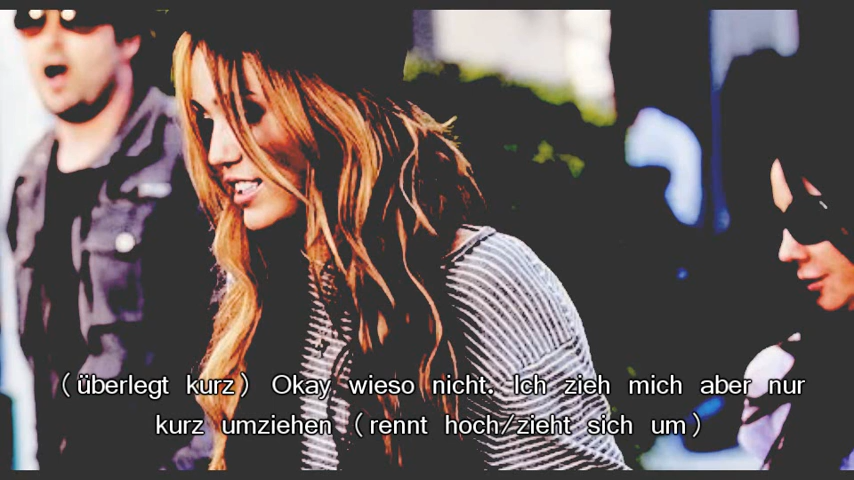 (überlegt kurz) Okay wieso nicht. Ich zieh mich aber nur
kurz umziehen (rennt hoch/zieht sich um)